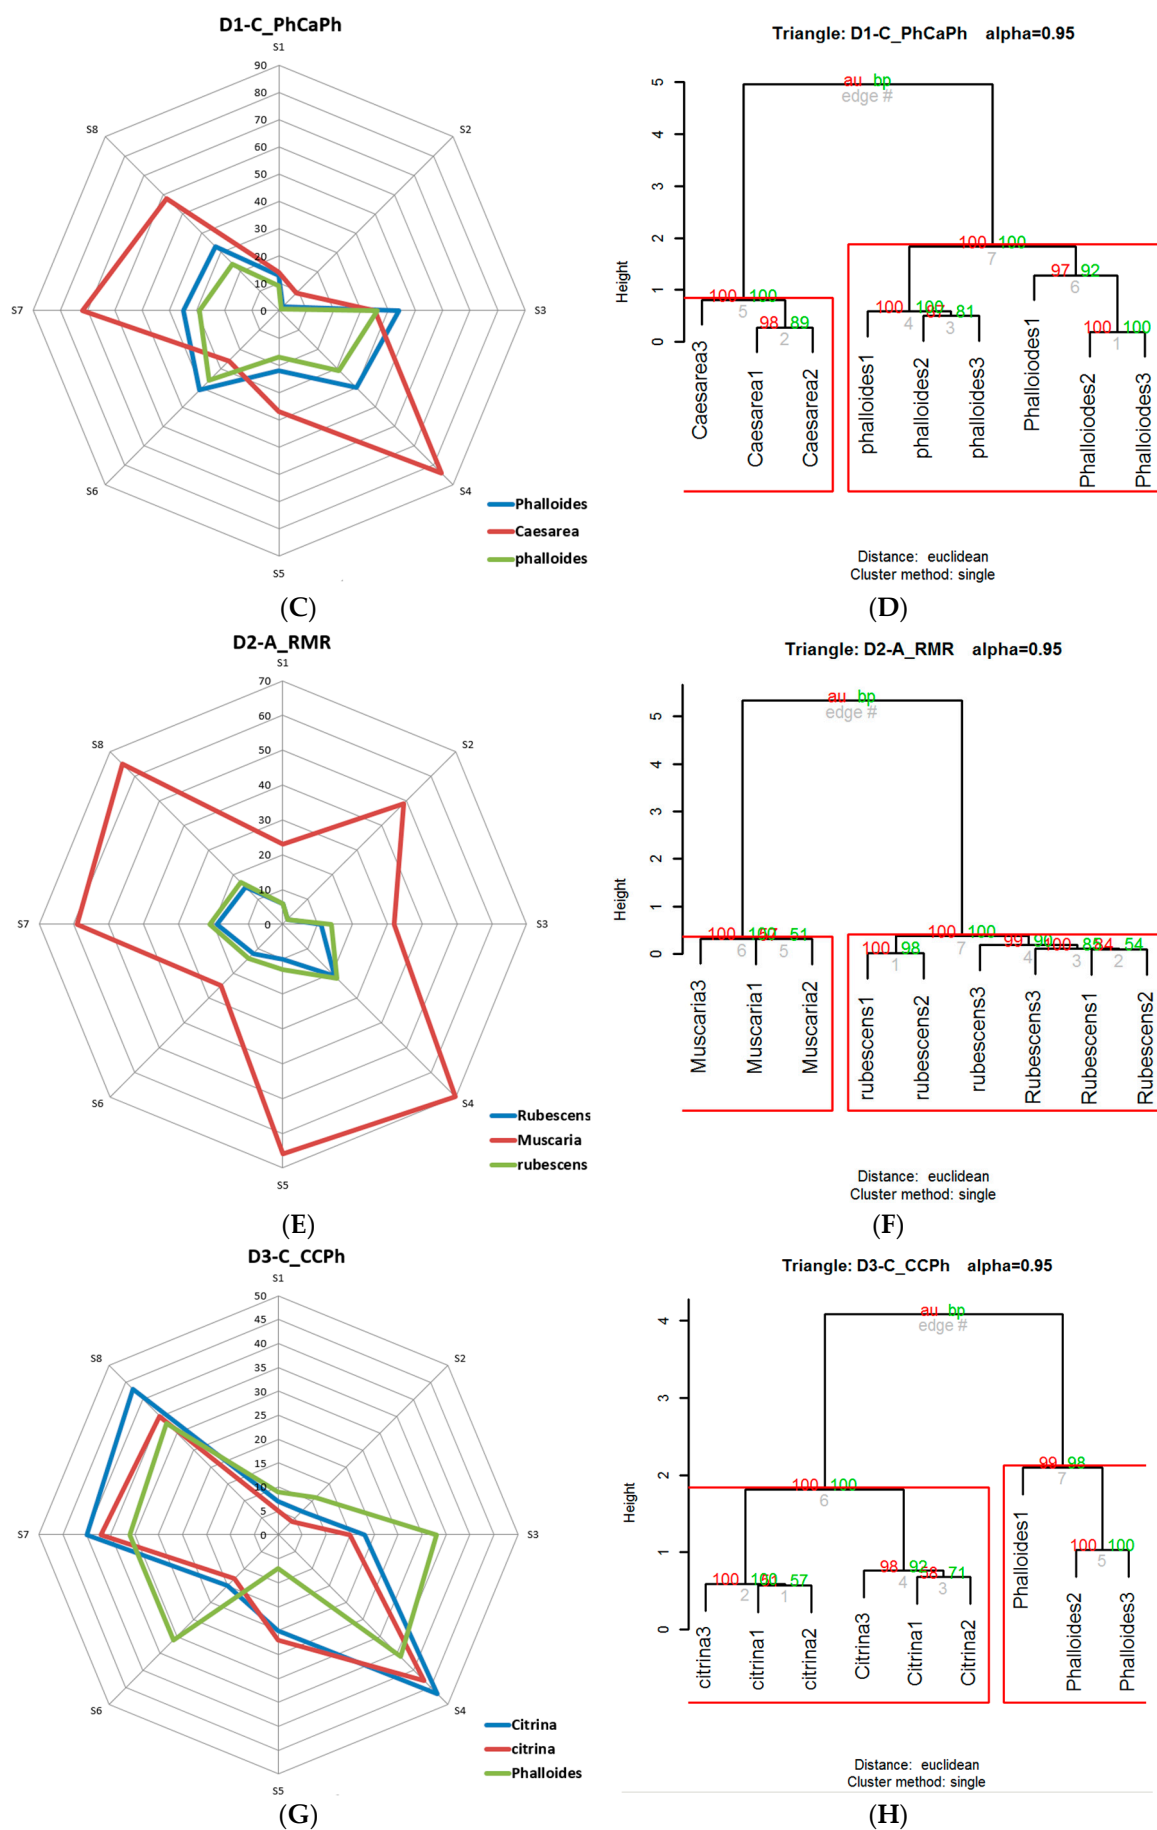 D1-C_PhCaPh
S1
90
80
70
60
50
40
30
20
10
0
S2
S3
S4
S5
S6
S7
S8
Phalloides
Caesarea
phalloides
(C)
Triangle: D1-C_PhCaPh alpha=0.95
Height
5
4
3
2
1
0
au bp
edge #
100 100
5
98 89
2
100 100
7
100 100
4
81
3
97 92
6
100 100
1
Caesarea3
Caesarea1
Caesarea2
phalloides1
phalloides2
phalloides3
Phalloiodes1
Phalloiodes2
Phalloiodes3
Distance: euclidean
Cluster method: single
(D)
D2-A_RMR
S1
70
60
50
40
30
20
10
0
S2
S3
S4
S5
S6
S7
S8
Rubescens
Muscaria
rubescens
(E)
Triangle: D2-A_RMR alpha=0.95
Height
5
4
3
2
1
0
au bp
edge #
100 100
6
51
5
100 98
1
100 100
7
99
4
100
3
84 54
2
Muscaria3
Muscaria1
Muscaria2
rubescens1
rubescens2
rubescens3
Rubescens3
Rubescens1
Rubescens2
Distance: euclidean
Cluster method: single
(F)
D3-C_CCPh
S1
50
45
40
35
30
25
20
15
10
5
0
S2
S3
S4
S5
S6
S7
S8
Citrina
citrina
Phalloides
(G)
Triangle: D3-C_CCPh alpha=0.95
Height
4
3
2
1
0
au bp
edge #
99 98
7
100 100
6
100 100
5
100 100
2
57
1
98 92
4
71
3
citrina3
citrina1
citrina2
Citrina3
Citrina1
Citrina2
Phalloides1
Phalloides2
Phalloides3
Distance: euclidean
Cluster method: single
(H)